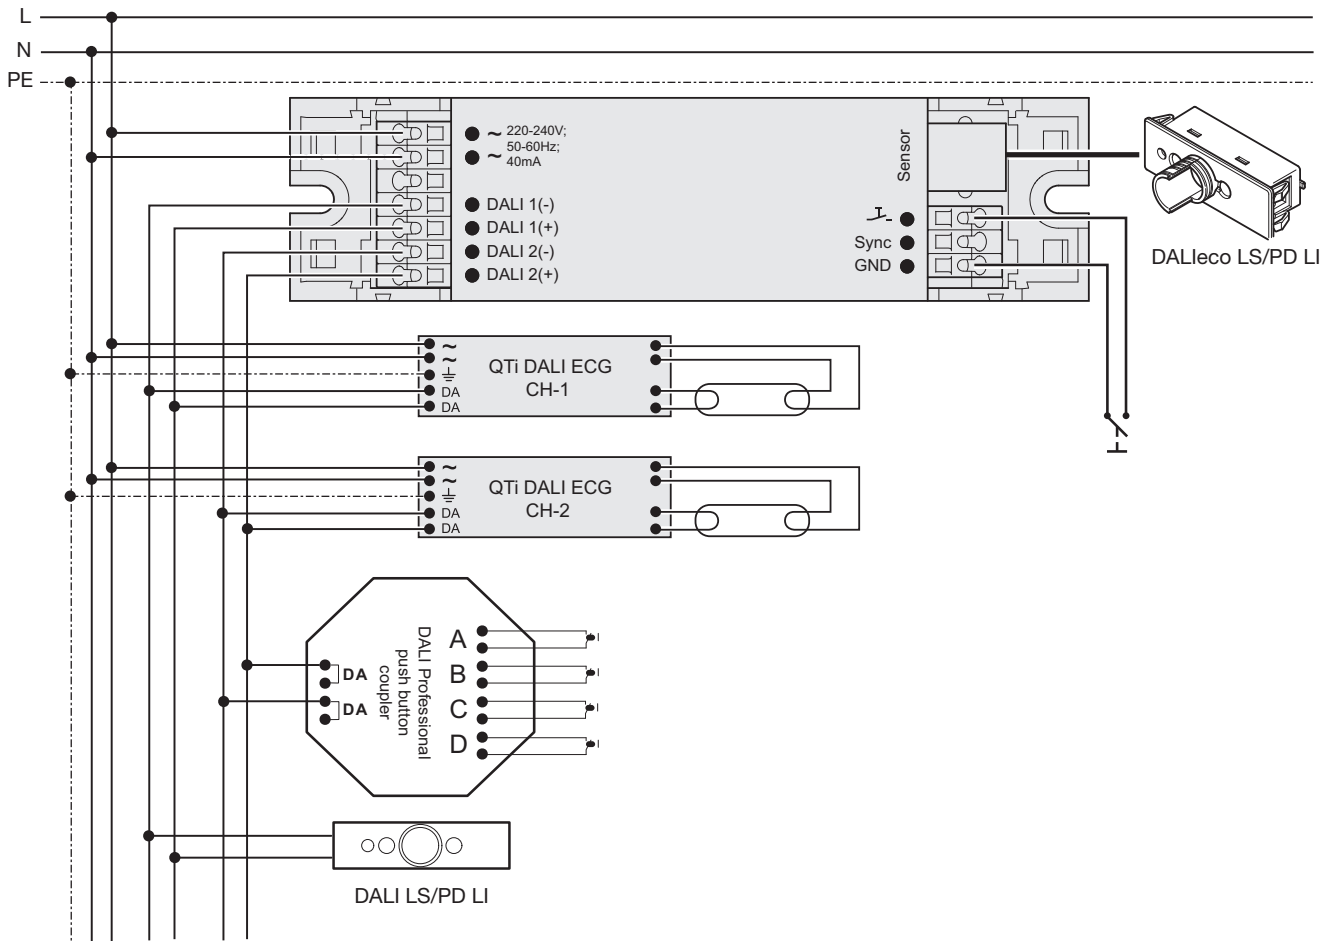 L
N
PE
~ 220-240V;
50-60Hz;
~ 40mA
DALI 1(-)
DALI 1(+)
DALI 2(-)
DALI 2(+)
Sensor
Sync
GND
DALIeco LS/PD LI
~
~
DA
DA
QTi DALI ECG
CH-1
~
~
DA
DA
QTi DALI ECG
CH-2
DALI Professional
push button
coupler
DA
DA
A
B
C
D
DALI LS/PD LI